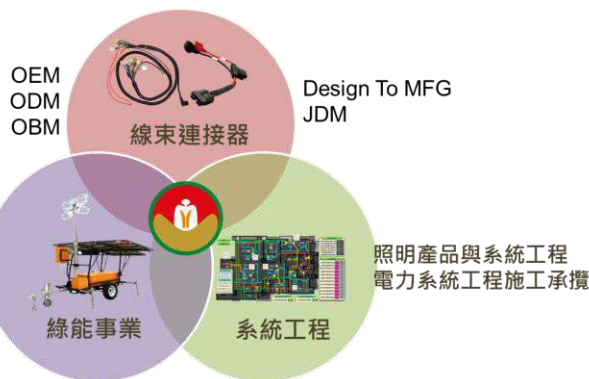 OEM
ODM
OBM
Design To MFG
JDM
線束連接器
照明產品與系統工程
電力系統工程施工承攬
綠能事業
系統工程